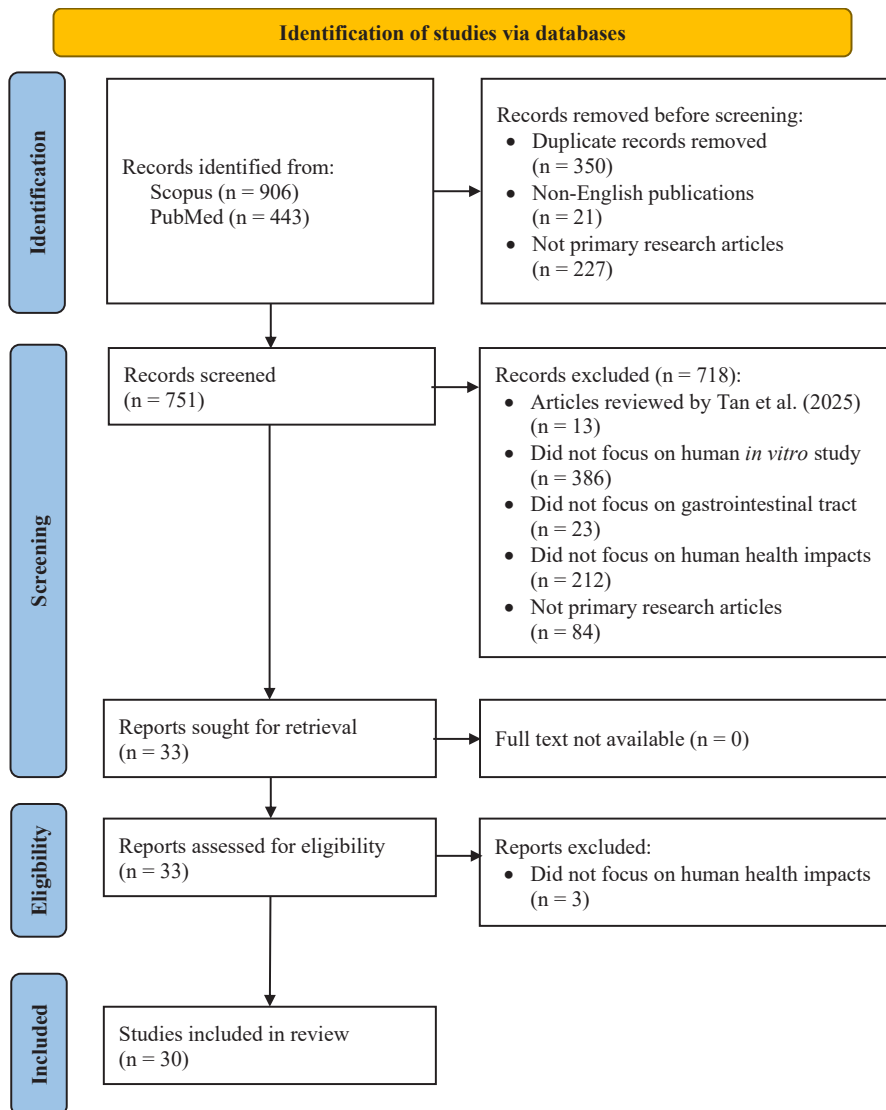 Identification of studies via databases
Identification
Records identified from:
Scopus (n = 906)
PubMed (n = 443)
Records removed before screening:
• Duplicate records removed
(n = 350)
• Non-English publications
(n = 21)
• Not primary research articles
(n = 227)
Screening
Records screened
(n = 751)
Records excluded (n = 718):
• Articles reviewed by Tan et al. (2025)
(n = 13)
• Did not focus on human in vitro study
(n = 386)
• Did not focus on gastrointestinal tract
(n = 23)
• Did not focus on human health impacts
(n = 212)
• Not primary research articles
(n = 84)
Reports sought for retrieval
(n = 33)
Full text not available (n = 0)
Eligibility
Reports assessed for eligibility
(n = 33)
Reports excluded:
• Did not focus on human health impacts
(n = 3)
Included
Studies included in review
(n = 30)